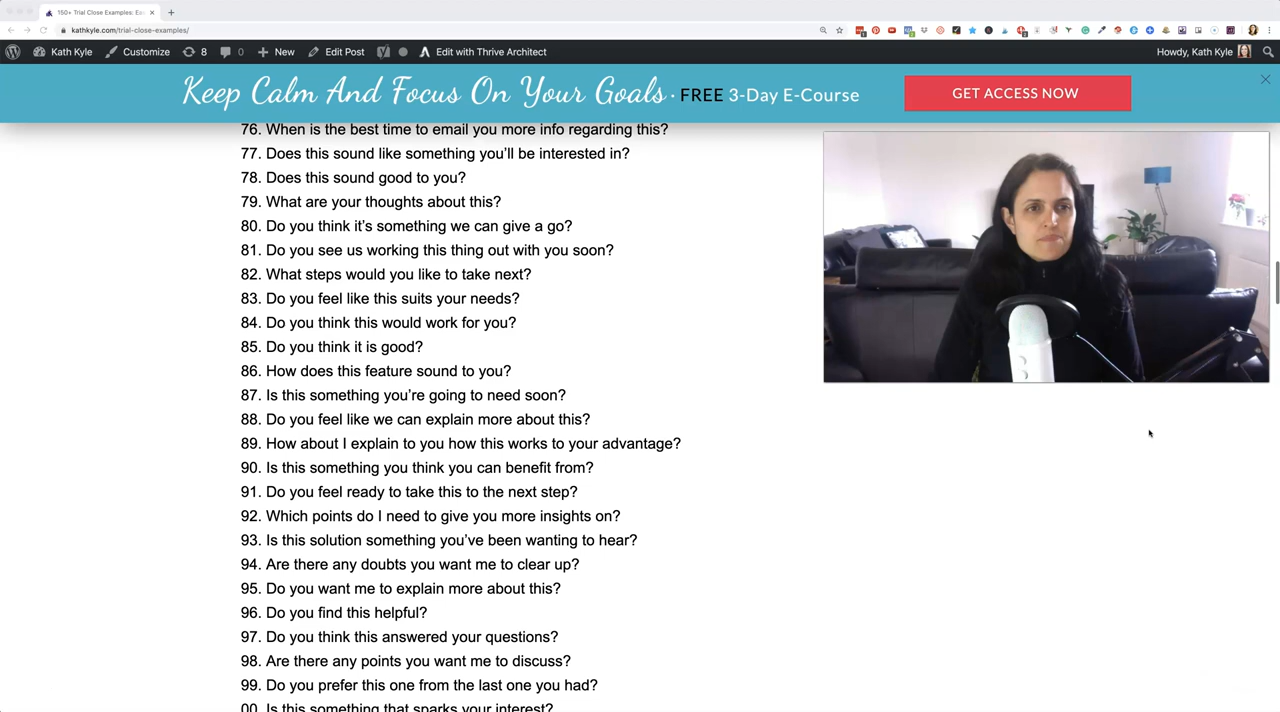 150+ Trial Close Examples: Ea
kathkyle.com/trial-close-examples/
Kath Kyle
Customize
8
0
New
Edit Post
Edit with Thrive Architect
Howdy, Kath Kyle
Keep Calm And Focus On Your Goals · FREE 3-Day E-Course
GET ACCESS NOW
76. When is the best time to email you more info regarding this?
77. Does this sound like something you’ll be interested in?
78. Does this sound good to you?
79. What are your thoughts about this?
80. Do you think it’s something we can give a go?
81. Do you see us working this thing out with you soon?
82. What steps would you like to take next?
83. Do you feel like this suits your needs?
84. Do you think this would work for you?
85. Do you think it is good?
86. How does this feature sound to you?
87. Is this something you’re going to need soon?
88. Do you feel like we can explain more about this?
89. How about I explain to you how this works to your advantage?
90. Is this something you think you can benefit from?
91. Do you feel ready to take this to the next step?
92. Which points do I need to give you more insights on?
93. Is this solution something you’ve been wanting to hear?
94. Are there any doubts you want me to clear up?
95. Do you want me to explain more about this?
96. Do you find this helpful?
97. Do you think this answered your questions?
98. Are there any points you want me to discuss?
99. Do you prefer this one from the last one you had?
00. Is this something that sparks your interest?